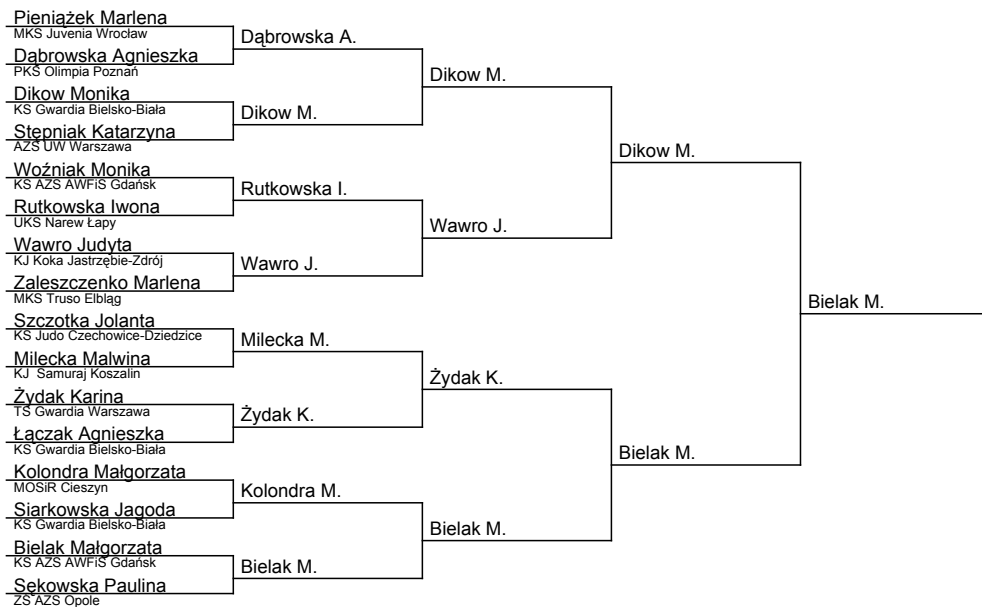 Pieniążek Marlena
MKS Juvenia Wrocław
Dąbrowska A.
Dąbrowska Agnieszka
PKS Olimpia Poznań
Dikow M.
Dikow Monika
KS Gwardia Bielsko-Biała
Dikow M.
Stępniak Katarzyna
AZS UW Warszawa
Dikow M.
Woźniak Monika
KS AZS AWFiS Gdańsk
Rutkowska I.
Rutkowska Iwona
UKS Narew Łapy
Wawro J.
Wawro Judyta
KJ Koka Jastrzębie-Zdrój
Wawro J.
Zaleszczenko Marlena
MKS Truso Elbląg
Bielak M.
Szczotka Jolanta
KS Judo Czechowice-Dziedzice
Milecka M.
Milecka Malwina
KJ  Samuraj Koszalin
Żydak K.
Żydak Karina
TS Gwardia Warszawa
Żydak K.
Łączak Agnieszka
KS Gwardia Bielsko-Biała
Bielak M.
Kolondra Małgorzata
MOSiR Cieszyn
Kolondra M.
Siarkowska Jagoda
KS Gwardia Bielsko-Biała
Bielak M.
Bielak Małgorzata
KS AZS AWFiS Gdańsk
Bielak M.
Sękowska Paulina
ZS AZS Opole